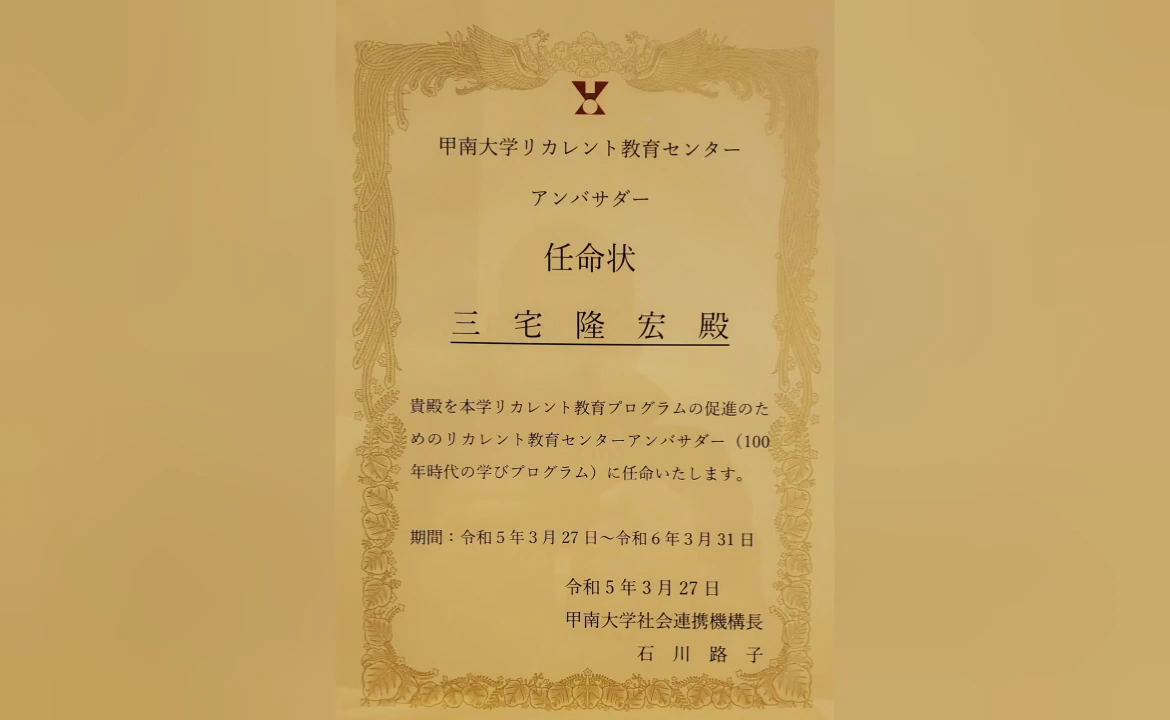 甲南大学リカレント教育センター
アンバサダー
任命状
三 宅 隆 宏 殿
貴殿を本学リカレント教育プログラムの促進のた
めのリカレント教育センターアンバサダー（100
年時代の学びプログラム）に任命いたします。
期間：令和５年３月 27 日～令和６年３月 31 日
令和５年３月 27 日
甲南大学社会連携機構長
石 川 路 子